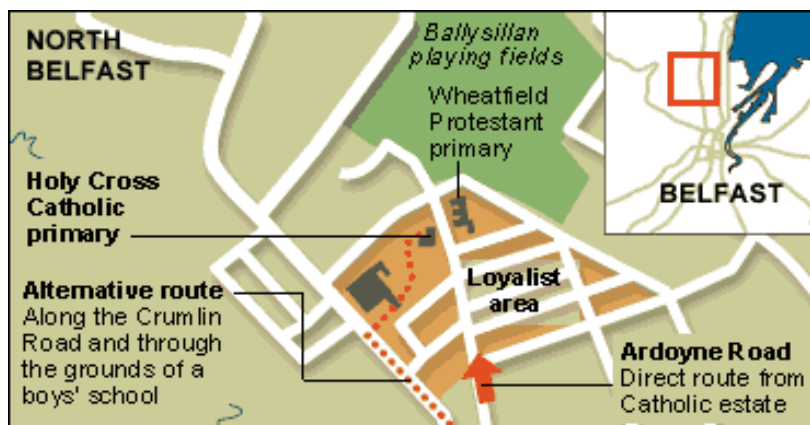 NORTH
BELFAST
Ballysillan
playing fields
Wheatfield
Protestant
primary
BELFAST
Holy Cross
Catholic
primary
Loyalist
area
Alternative route
Along the Crumlin
Road and through
the grounds of a
boys' school
Ardoyne Road
Direct route from
Catholic estate